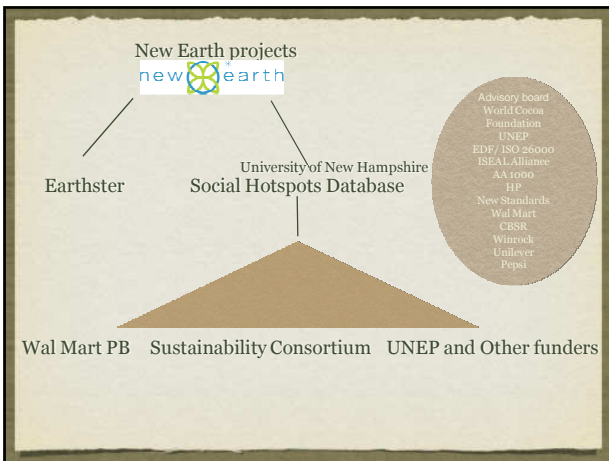 New Earth projects
new earth
Advisory board
World Cocoa
Foundation
UNEP
EDF/ ISO 26000
ISEAL Alliance
AA 1000
HP
New Standards
Wal Mart
CBSR
Winrock
Unilever
Pepsi
University of New Hampshire
Earthster
Social Hotspots Database
Wal Mart PB
Sustainability Consortium
UNEP and Other funders